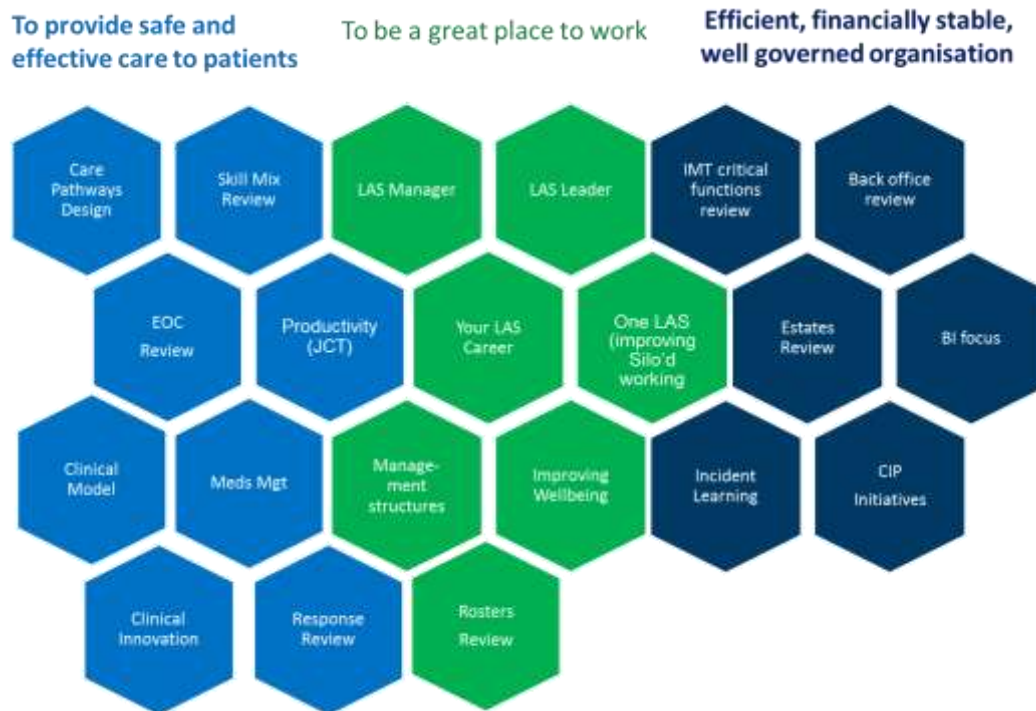 To provide safe and
effective care to patients
To be a great place to work
Efficient, financially stable,
well governed organisation
Care
Pathways
Design
Skill Mix
Review
LAS Manager
LAS Leader
IMT critical
functions
review
Back office
review
EOC
Review
Productivity
(JCT)
Your LAS
Career
One LAS
(improving
Silo'd
working
Estates
Review
BI focus
Clinical
Model
Meds Mgt
Manage-
ment
structures
Improving
Wellbeing
Incident
Learning
CIP
Initiatives
Clinical
Innovation
Response
Review
Rosters
Review